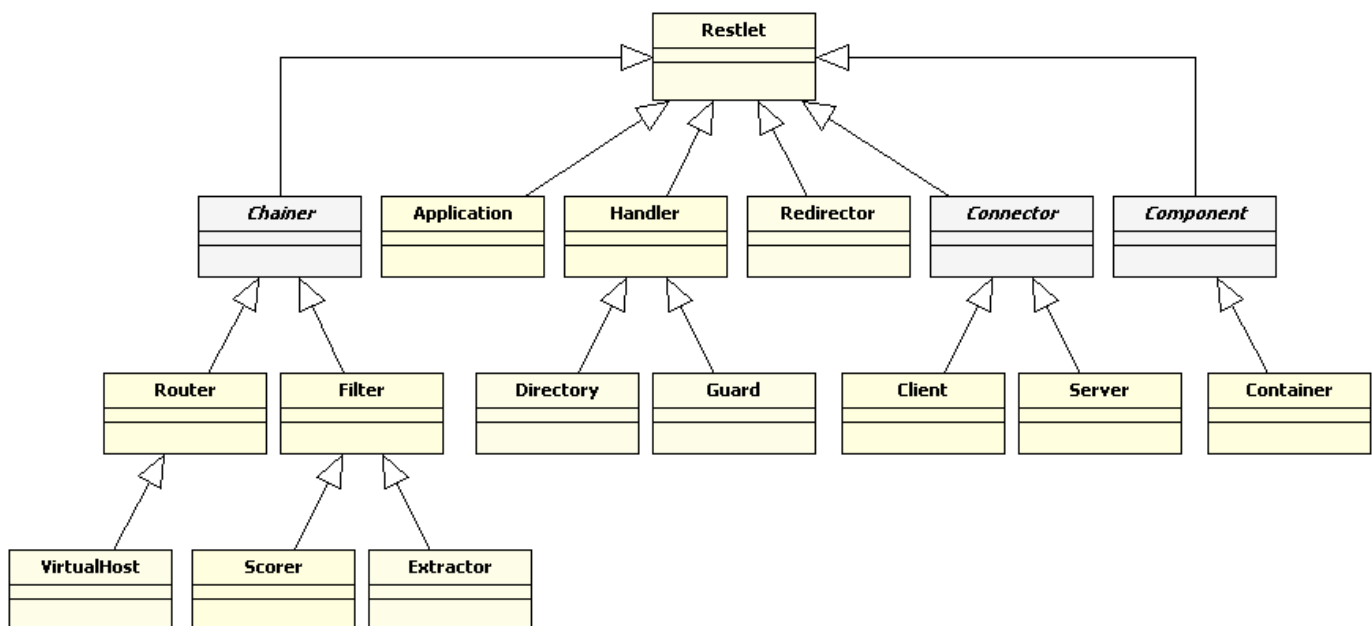 Restlet
Chainer
Application
Handler
Redirector
Connector
Component
Router
Filter
Directory
Guard
Client
Server
Container
VirtualHost
Scorer
Extractor